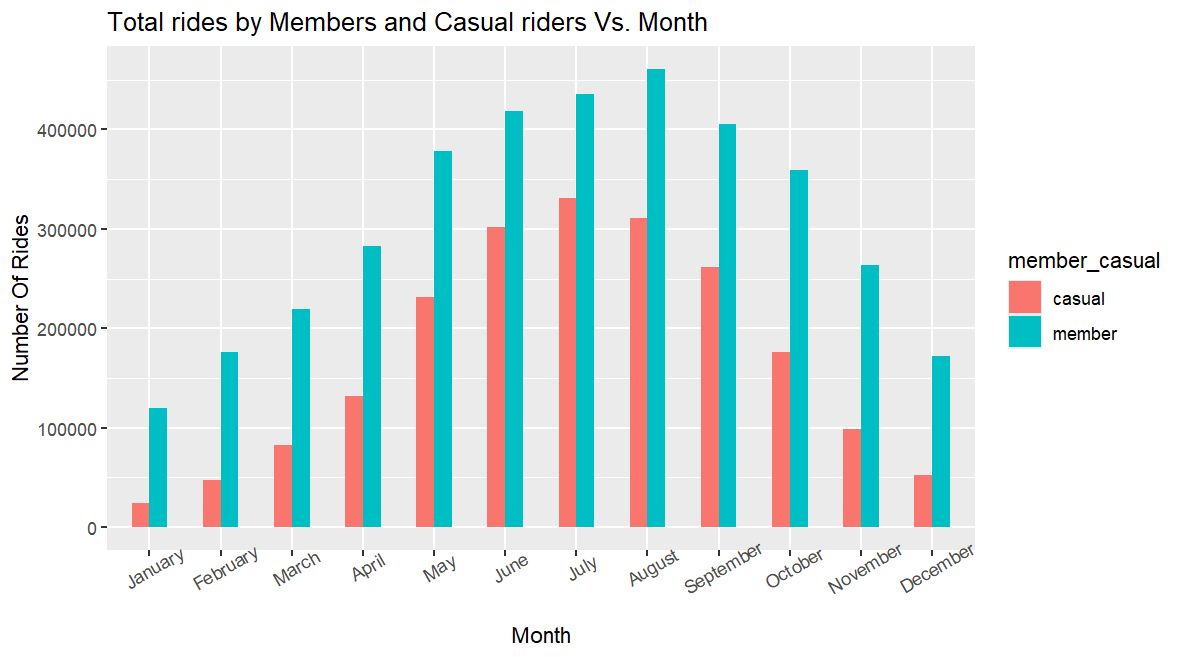 Total rides by Members and Casual riders Vs. Month
Number Of Rides
400000
300000
200000
100000
0
January
February
March
April
May
June
July
August
September
October
November
December
Month
member_casual
casual
member